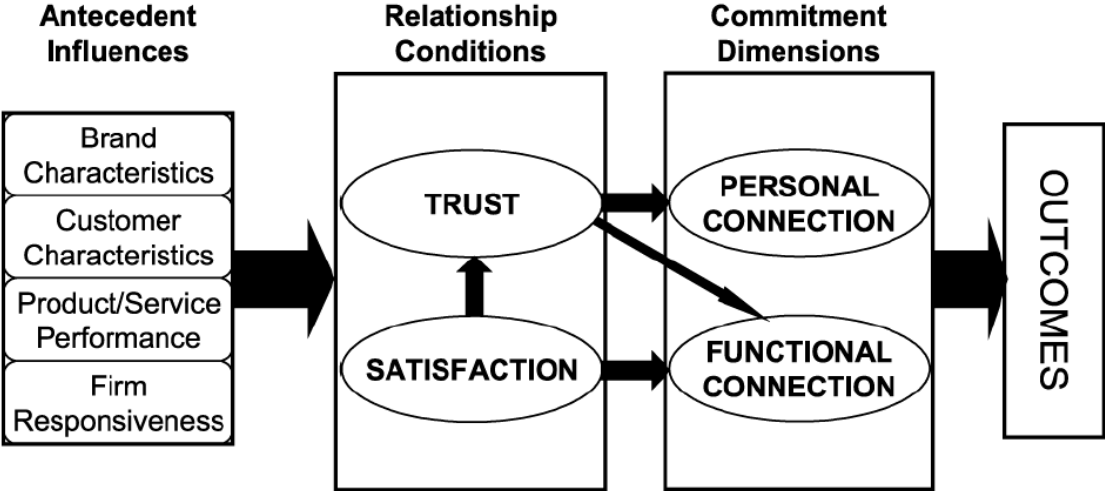 Antecedent
Influences
Relationship
Conditions
Commitment
Dimensions
Brand
Characteristics
Customer
Characteristics
Product/Service
Performance
Firm
Responsiveness
TRUST
SATISFACTION
PERSONAL
CONNECTION
FUNCTIONAL
CONNECTION
OUTCOMES